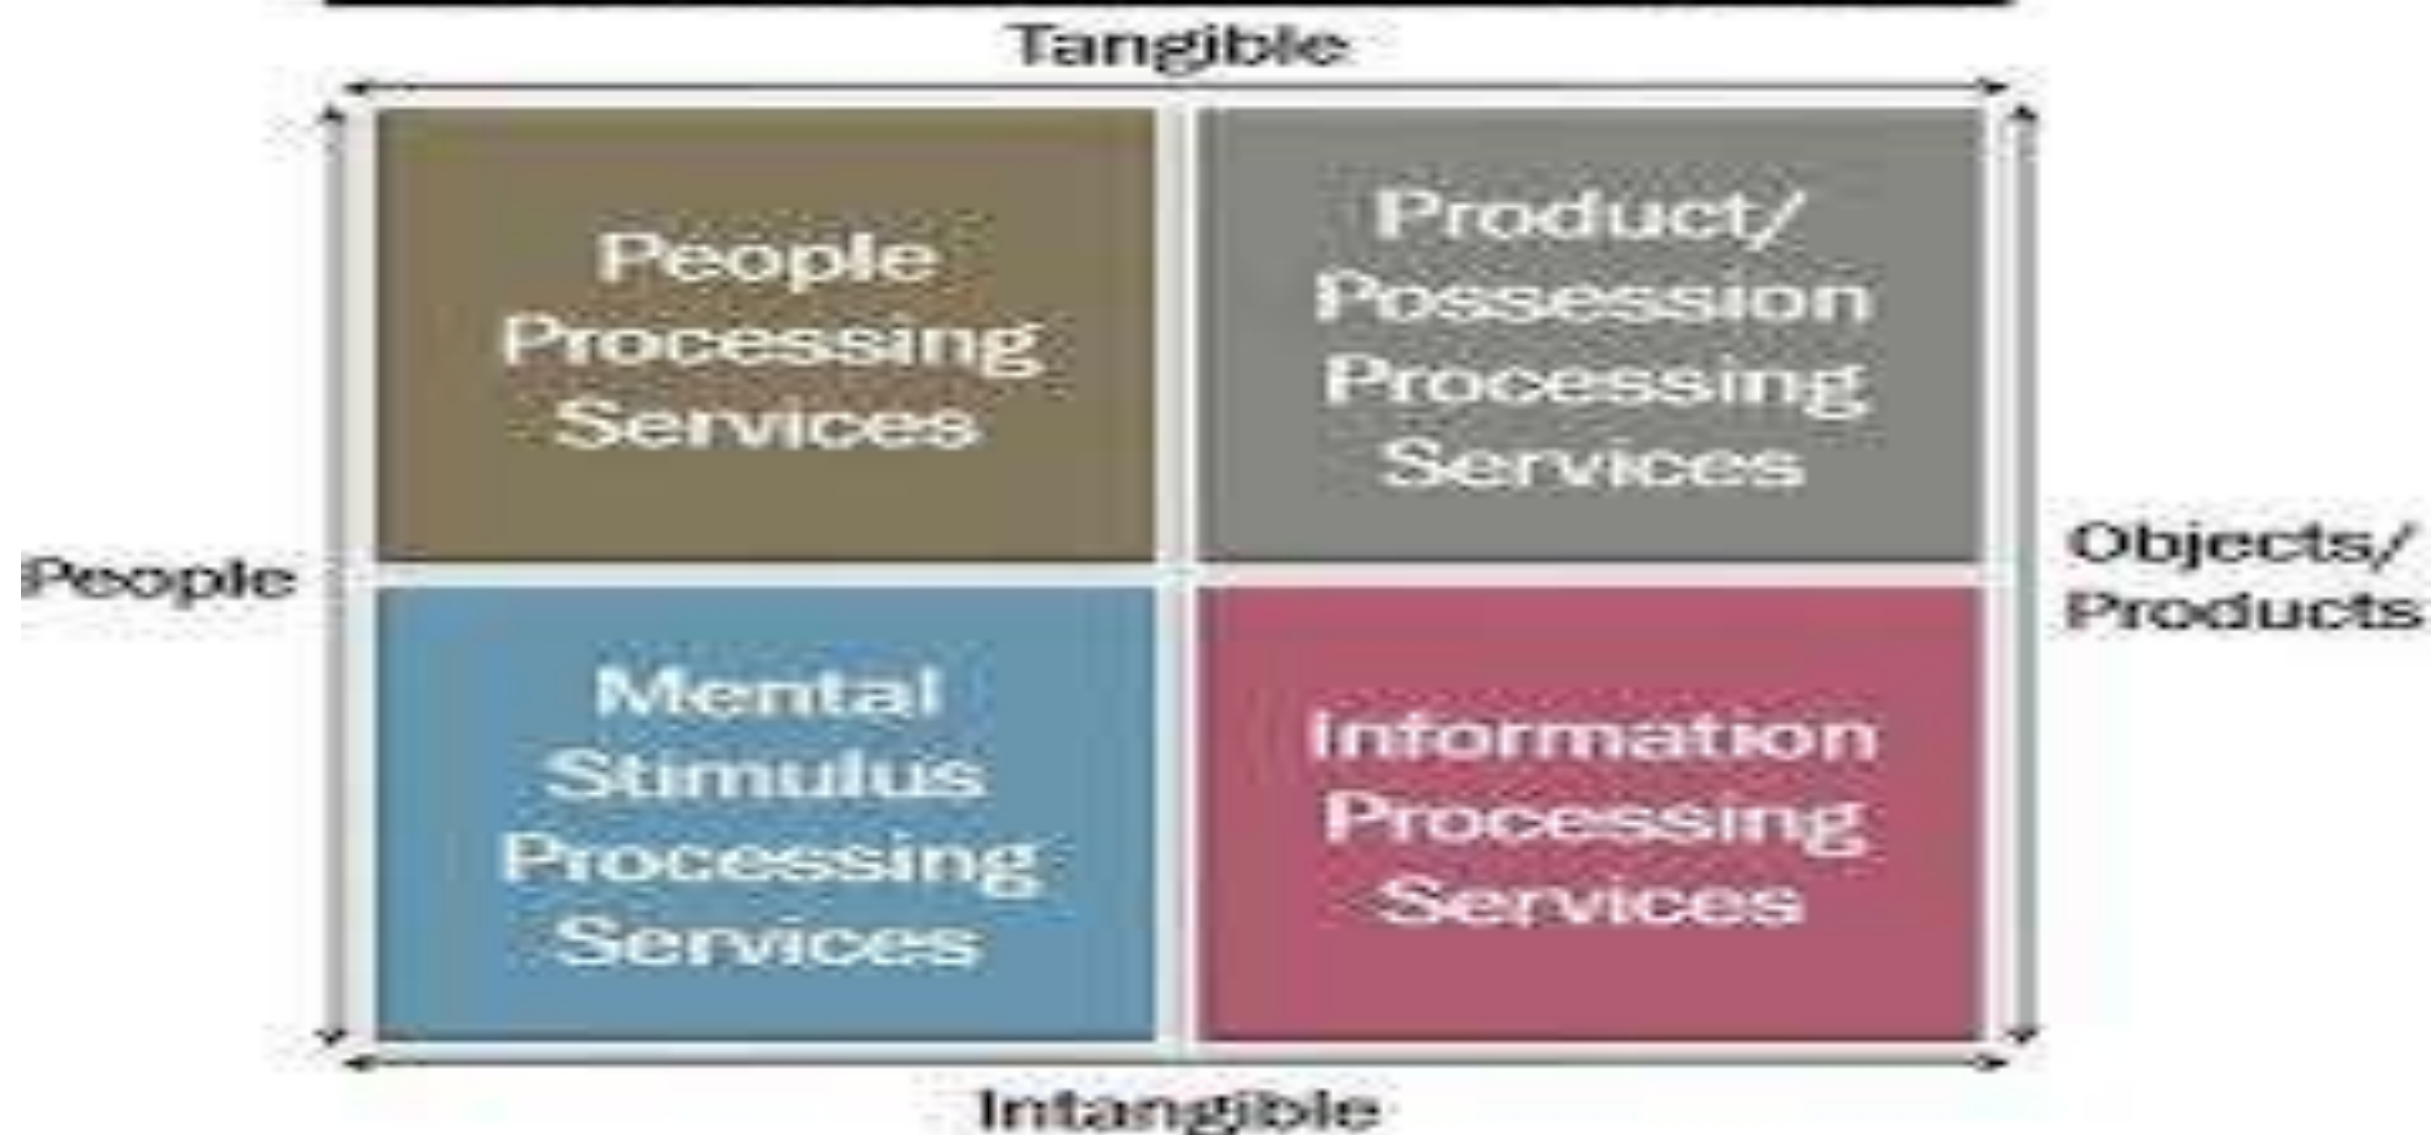 Tangible
People
Processing
Services
Product/
Possession
Processing
Services
People
Objects/
Products
Mental
Stimulus
Processing
Services
Information
Processing
Services
Intangible